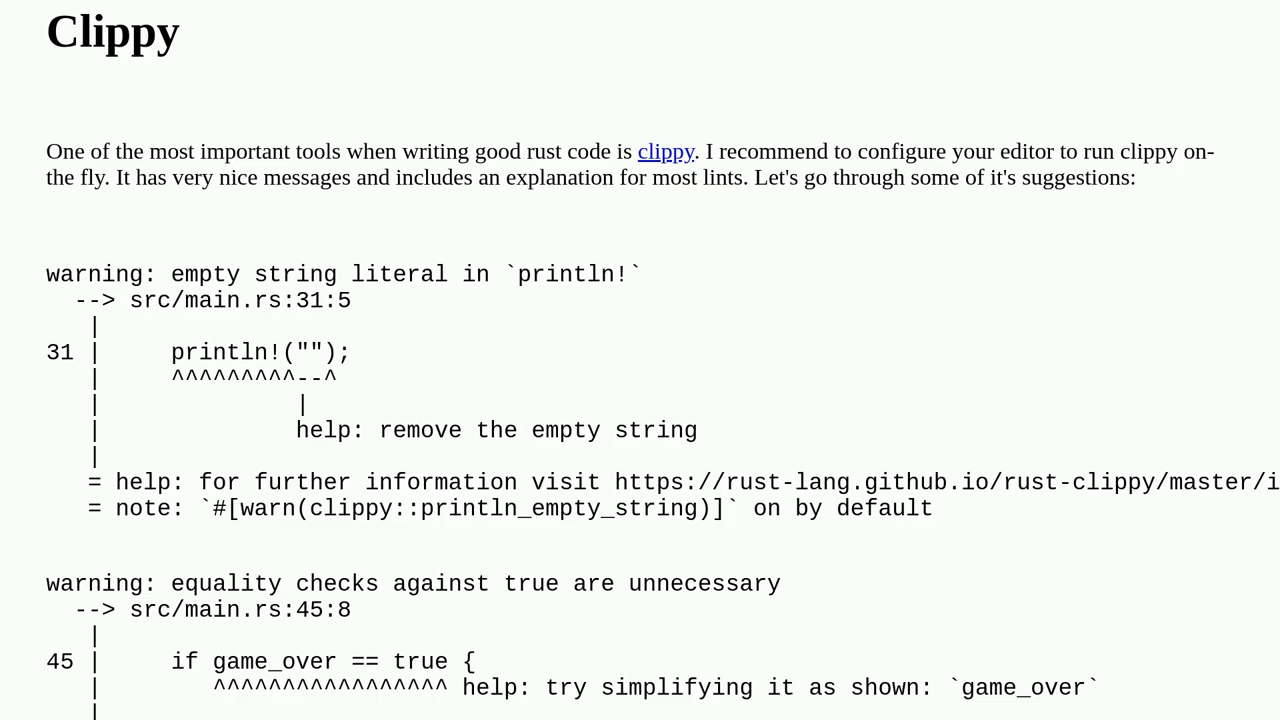 Clippy
One of the most important tools when writing good rust code is clippy. I recommend to configure your editor to run clippy on-
the fly. It has very nice messages and includes an explanation for most lints. Let's go through some of it's suggestions:
warning: empty string literal in `println!`
  --> src/main.rs:31:5
   |
31 |     println!("");
   |     ^^^^^^^^^--^
   |              |
   |              help: remove the empty string
   |
   = help: for further information visit https://rust-lang.github.io/rust-clippy/master/i
   = note: `#[warn(clippy::println_empty_string)]` on by default
warning: equality checks against true are unnecessary
  --> src/main.rs:45:8
   |
45 |     if game_over == true {
   |        ^^^^^^^^^^^^^^^^^ help: try simplifying it as shown: `game_over`
   |